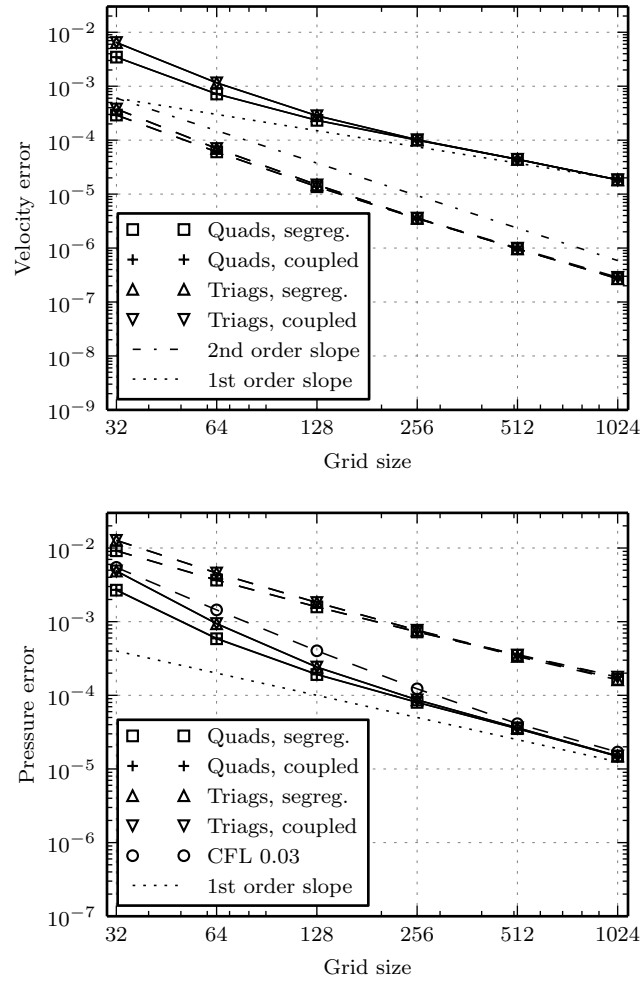 10^−2
10^−3
10^−4
10^−5
10^−6
10^−7
10^−8
10^−9
Velocity error
Quads, segreg.
Quads, coupled
Triags, segreg.
Triags, coupled
2nd order slope
1st order slope
32 64 128 256 512 1024
Grid size
10^−2
10^−3
10^−4
10^−5
10^−6
10^−7
Pressure error
Quads, segreg.
Quads, coupled
Triags, segreg.
Triags, coupled
CFL 0.03
1st order slope
32 64 128 256 512 1024
Grid size